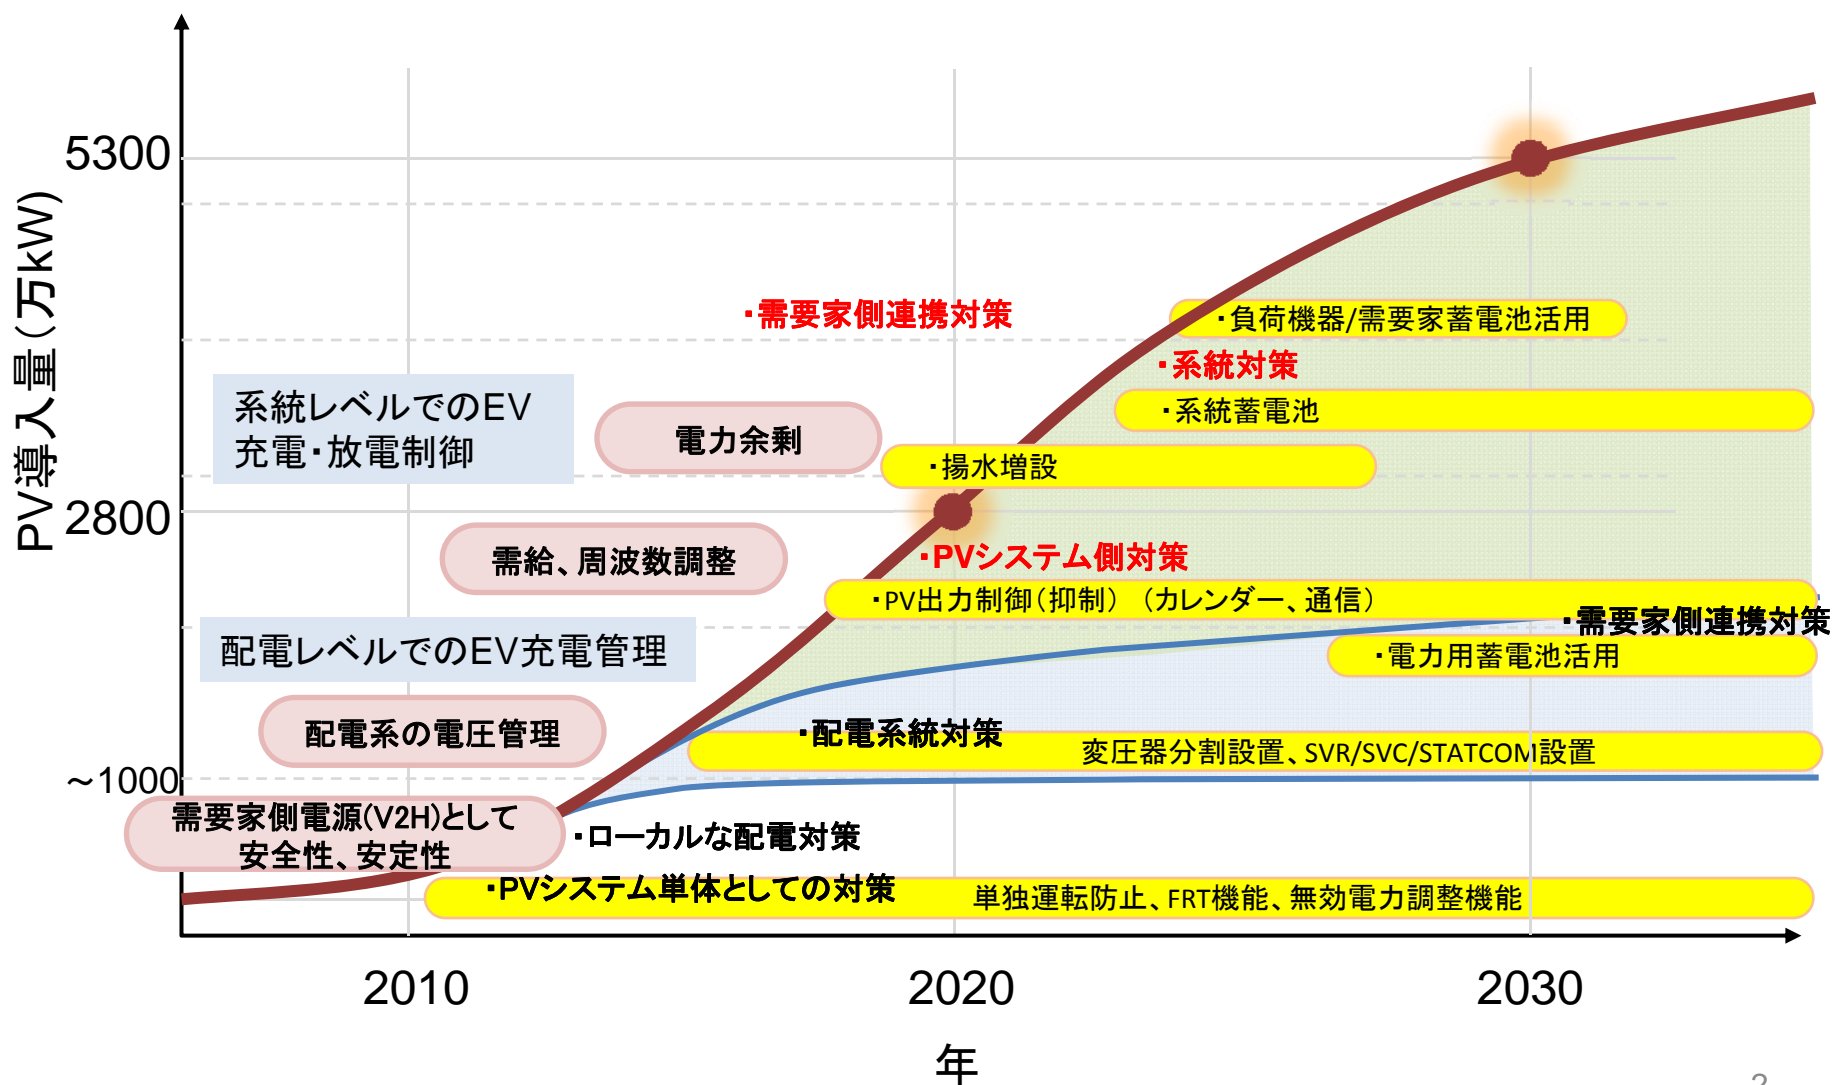 PV導入量（万kW）
5300
2800
～1000
・需要家側連携対策
・負荷機器/需要家蓄電池活用
・系統対策
・系統蓄電池
系統レベルでのEV
充電・放電制御
電力余剰
・揚水増設
需給、周波数調整
・PVシステム側対策
・PV出力制御（抑制）（カレンダー、通信）
・需要家側連携対策
配電レベルでのEV充電管理
・電力用蓄電池活用
配電系の電圧管理
・配電系統対策
変圧器分割設置、SVR/SVC/STATCOM設置
需要家側電源(V2H)として
安全性、安定性
・ローカルな配電対策
・PVシステム単体としての対策
単独運転防止、FRT機能、無効電力調整機能
2010
2020
2030
年